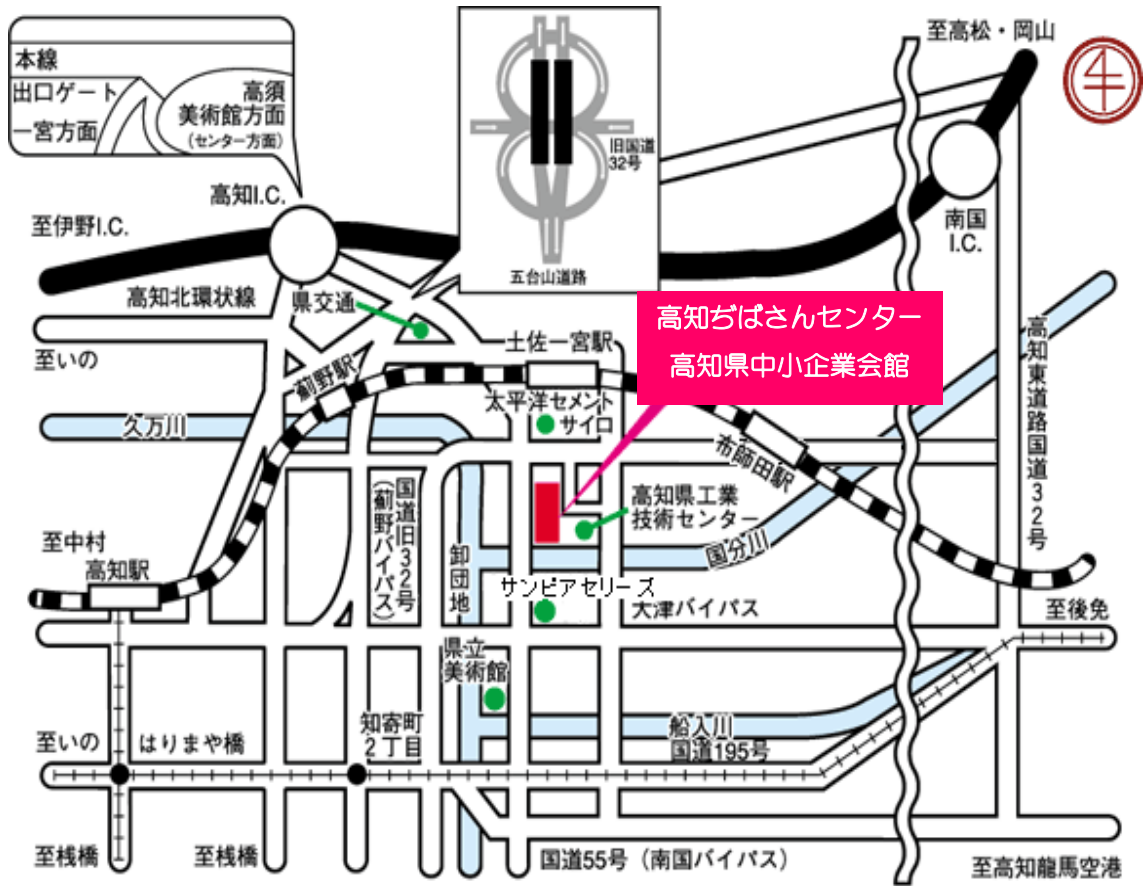 本線
出口ゲート
一宮方面
高須
美術館方面
(センター方面)
旧国道
32号
五台山道路
至高松・岡山
高知I.C.
至伊野I.C.
南国
I.C.
高知北環状線
県交通
至いの
薊野駅
土佐一宮駅
高知ぢばさんセンター
高知県中小企業会館
高知東道路国道32号
太平洋セメント
サイロ
久万川
布師田駅
国道旧32号
(薊野バイパス)
高知県工業
技術センター
至中村
高知駅
卸団地
国分川
サンピアセリーズ
大津バイパス
至後免
県立
美術館
知寄町
2丁目
船入川
国道195号
至いの
はりまや橋
至桟橋
至桟橋
国道55号(南国バイパス)
至高知龍馬空港